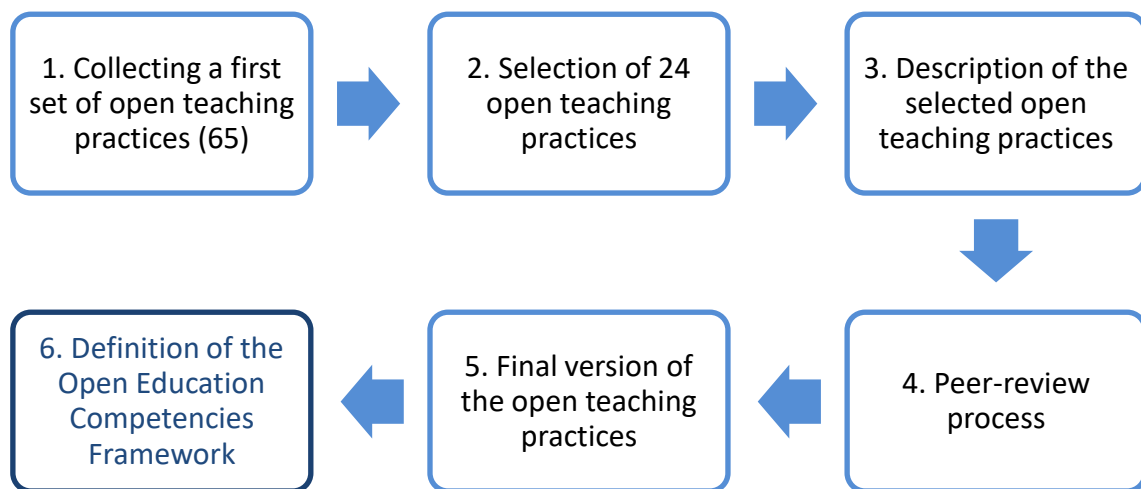 1. Collecting a first
set of open teaching
practices (65)
2. Selection of 24
open teaching
practices
3. Description of the
selected open
teaching practices
4. Peer-review
process
5. Final version of
the open teaching
practices
6. Definition of the
Open Education
Competencies
Framework